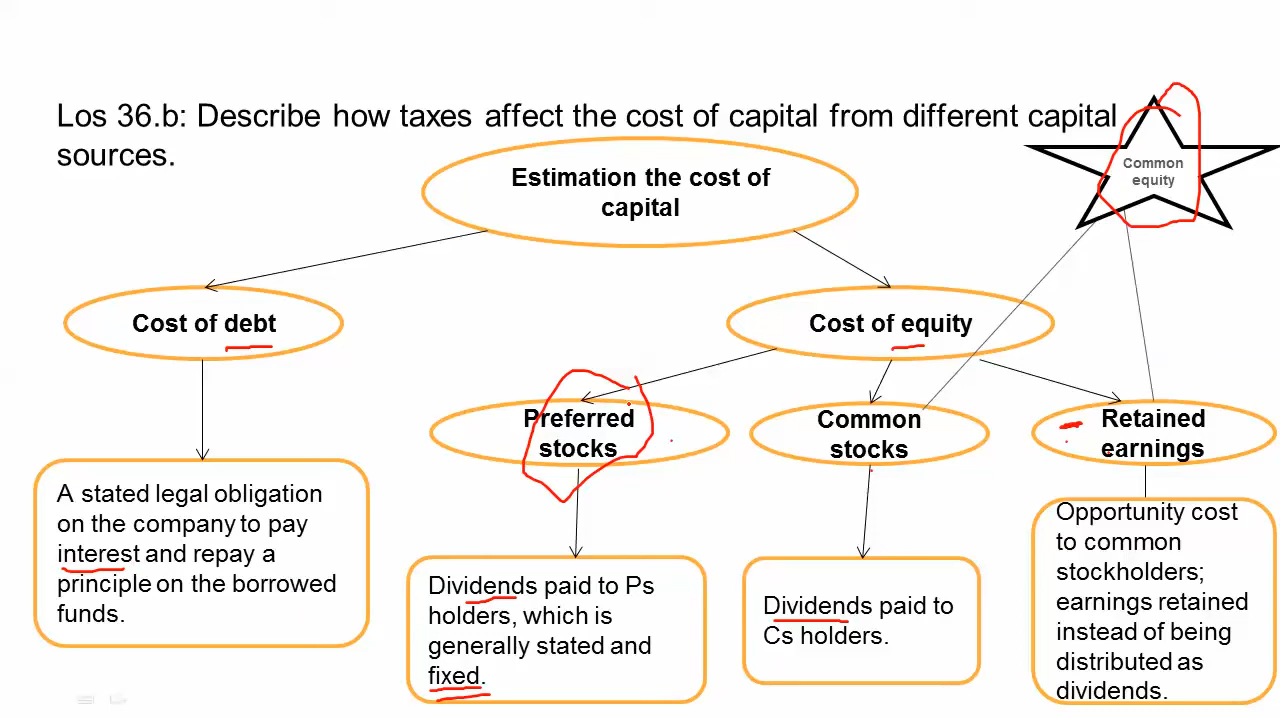 Los 36.b: Describe how taxes affect the cost of capital from different capital
sources.
Common
equity
Estimation the cost of
capital
Cost of debt
Cost of equity
Preferred
stocks
Common
stocks
Retained
earnings
A stated legal obligation
on the company to pay
interest and repay a
principle on the borrowed
funds.
Dividends paid to Ps
holders, which is
generally stated and
fixed.
Dividends paid to
Cs holders.
Opportunity cost
to common
stockholders;
earnings retained
instead of being
distributed as
dividends.